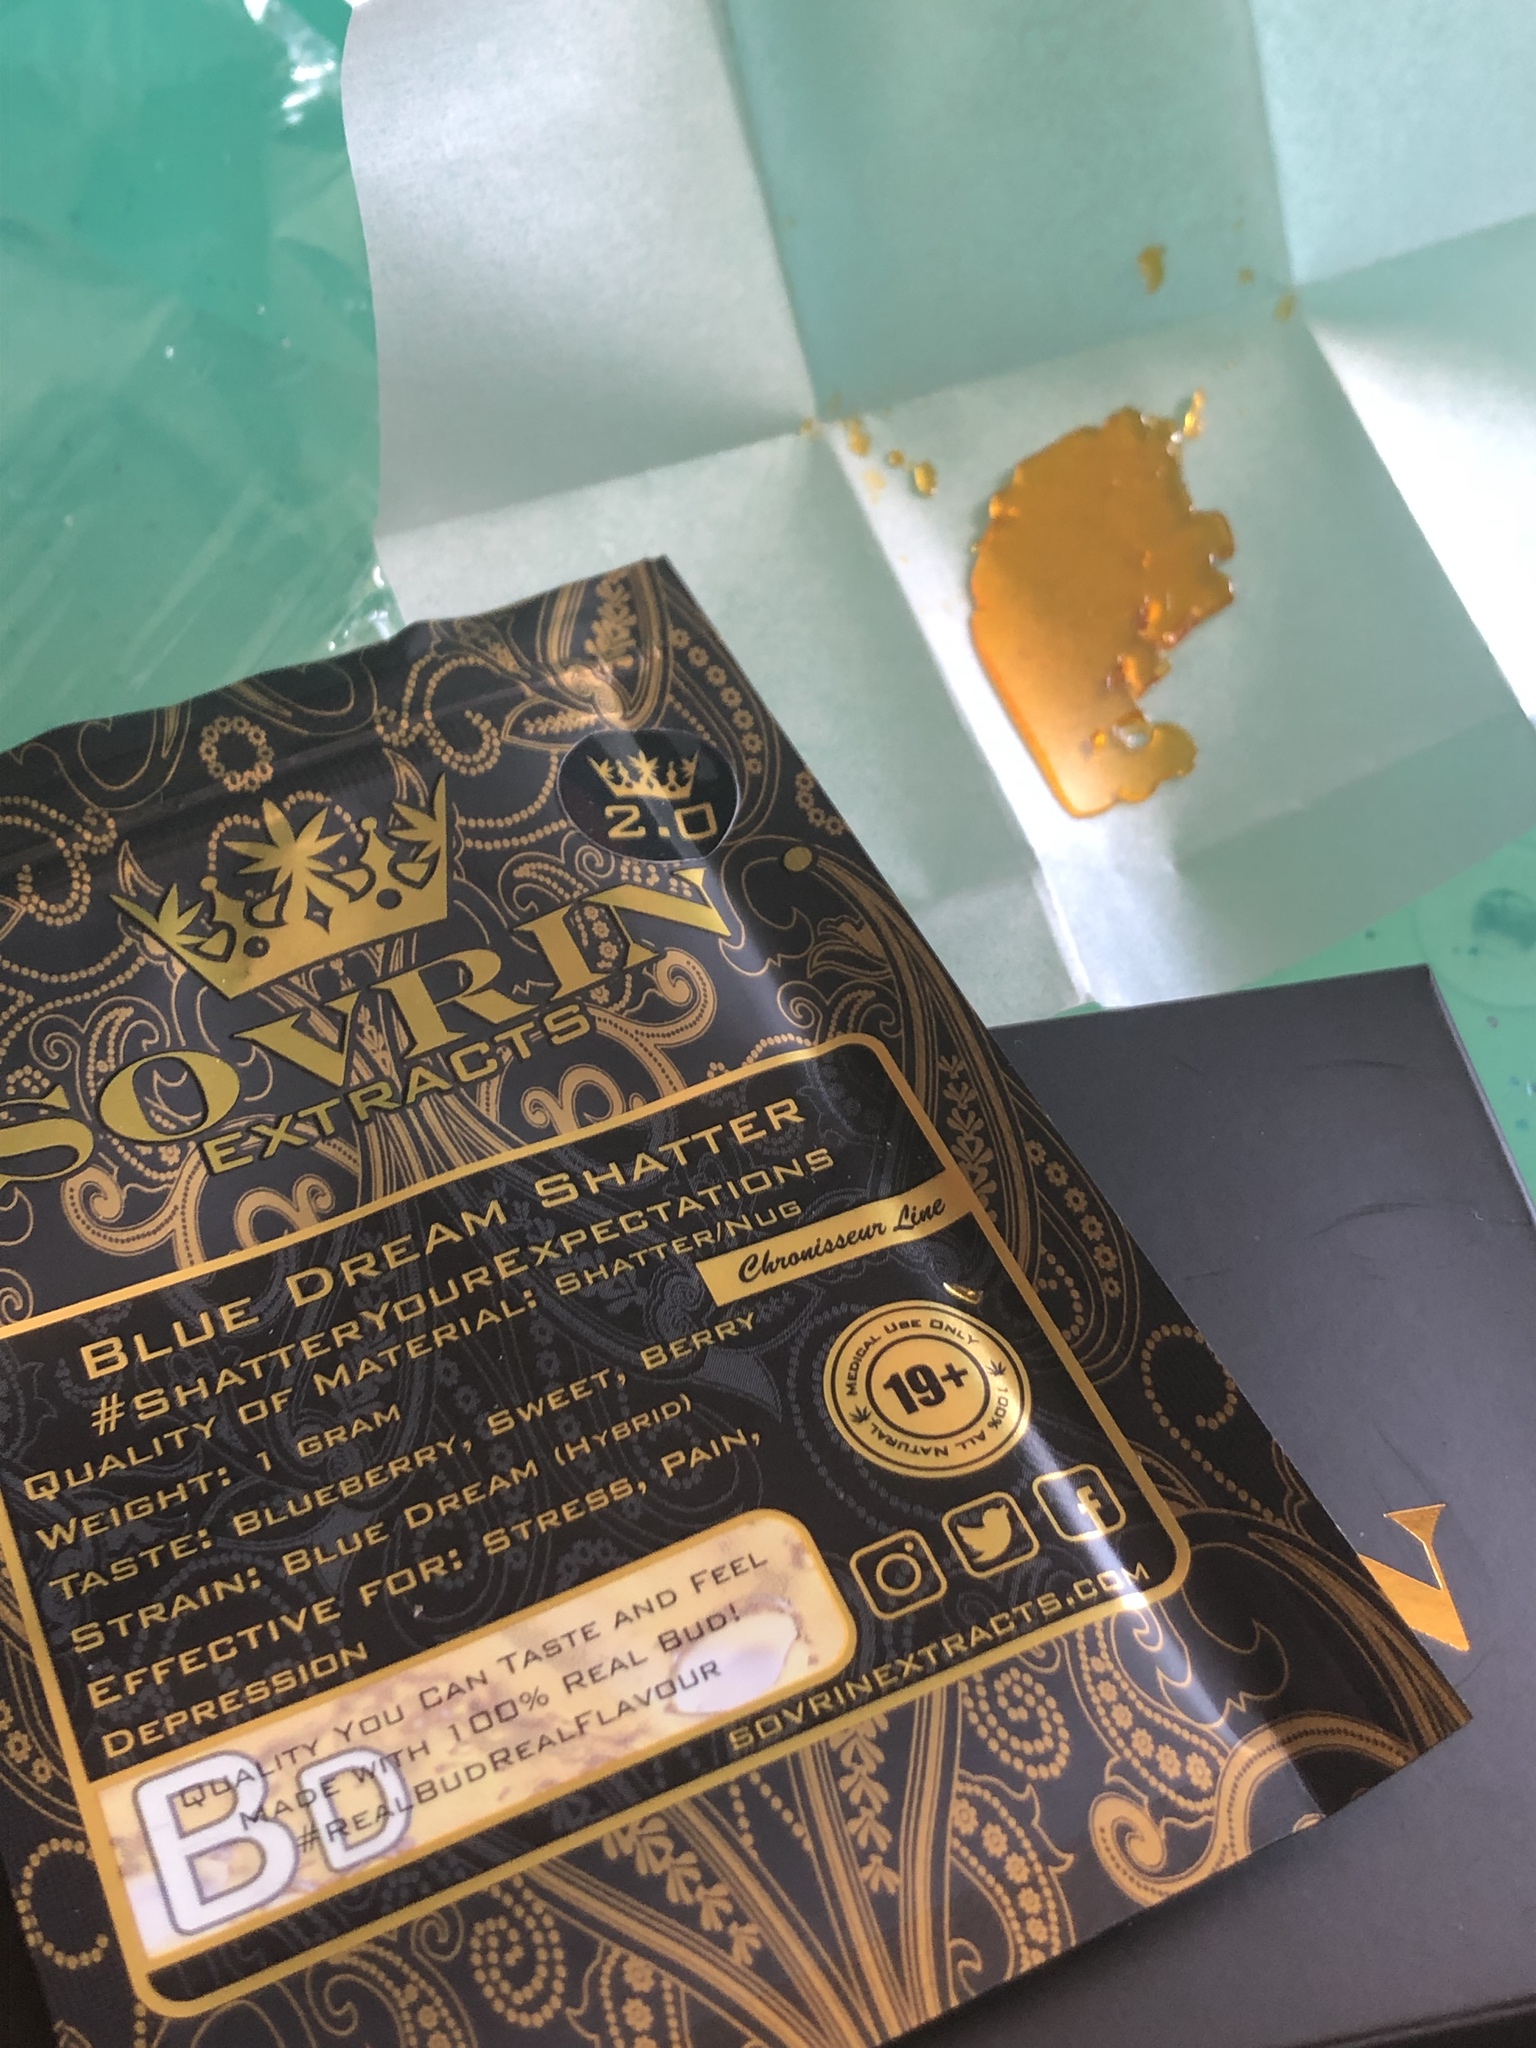 2.0
SOVRIN
EXTRACTS
BLUE DREAM SHATTER
#SHATTERYOUREXPECTATIONS
QUALITY OF MATERIAL: SHATTER/NUG
Chronisseur Line
WEIGHT: 1 GRAM
TASTE: BLUEBERRY, SWEET, BERRY
STRAIN: BLUE DREAM (HYBRID)
EFFECTIVE FOR: STRESS, PAIN,
DEPRESSION
MEDICAL USE ONLY
19+
100% ALL NATURAL
QUALITY YOU CAN TASTE AND FEEL
MADE WITH 100% REAL BUD!
#REALBUDREALFLAVOUR
BD
SOVRINEXTRACTS.COM
V